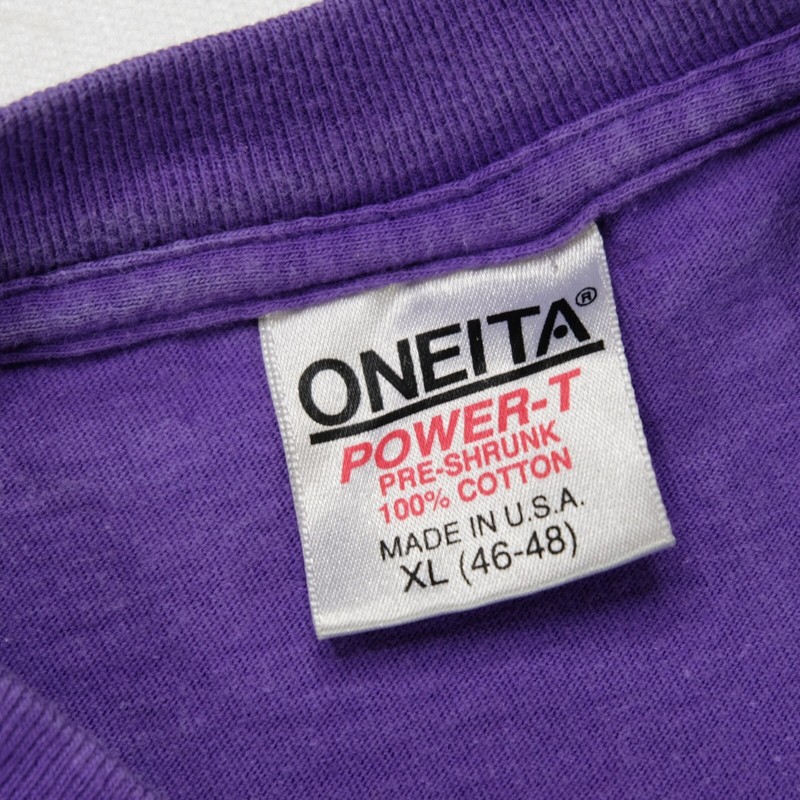 ONEITA®
POWER-T
PRE-SHRUNK
100% COTTON
MADE IN U.S.A.
XL (46-48)